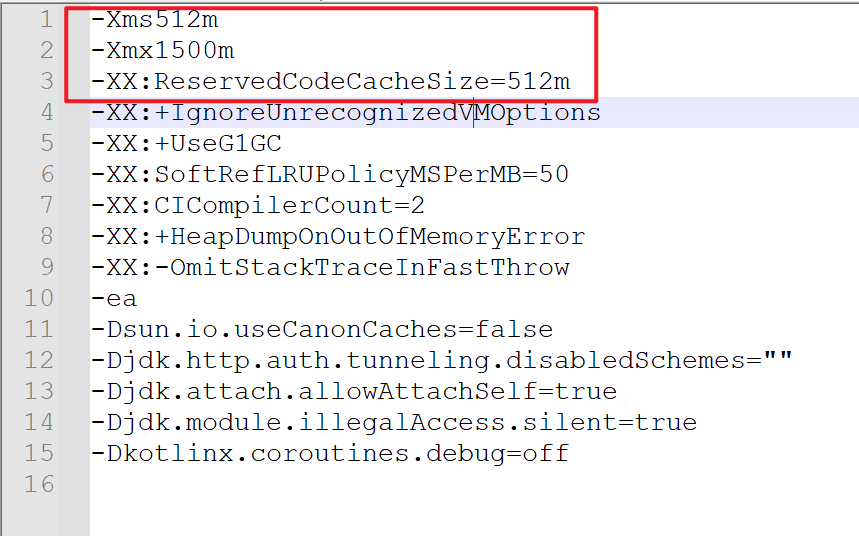 1 -Xms512m
2 -Xmx1500m
3 -XX:ReservedCodeCacheSize=512m
4 -XX:+IgnoreUnrecognizedVMOptions
5 -XX:+UseG1GC
6 -XX:SoftRefLRUPolicyMSPerMB=50
7 -XX:CICompilerCount=2
8 -XX:+HeapDumpOnOutOfMemoryError
9 -XX:-OmitStackTraceInFastThrow
10 -ea
11 -Dsun.io.useCanonCaches=false
12 -Djdk.http.auth.tunneling.disabledSchemes=""
13 -Djdk.attach.allowAttachSelf=true
14 -Djdk.module.illegalAccess.silent=true
15 -Dkotlinx.coroutines.debug=off
16